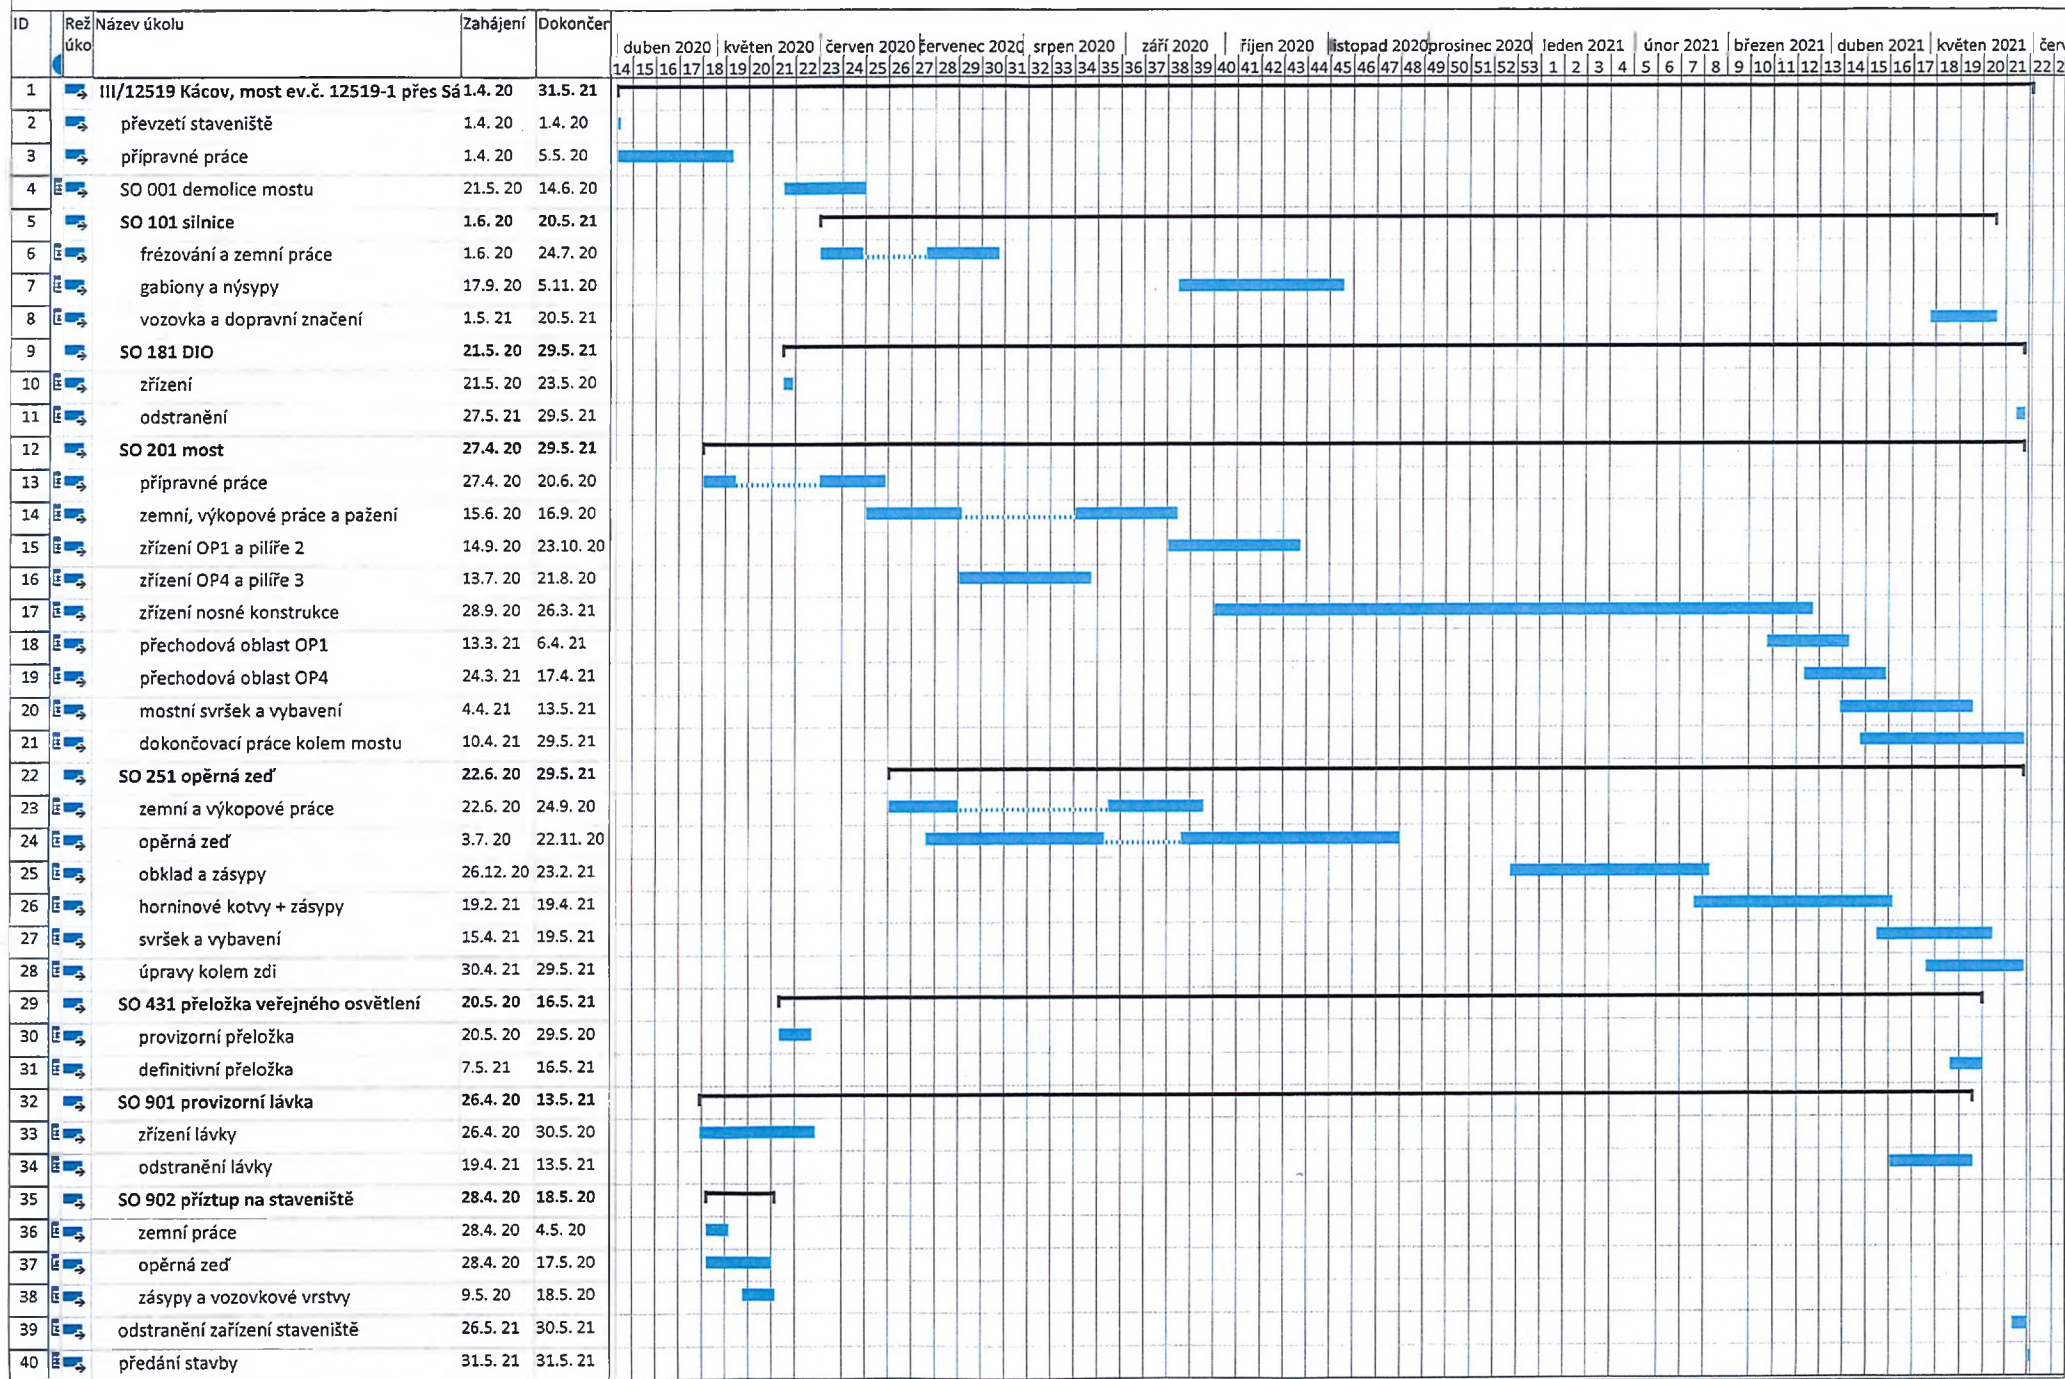 ID Rež Název úkolu Zahájení Dokončer
úko
duben 2020 květen 2020 červen 2020 červenec 2020 srpen 2020 září 2020 říjen 2020 listopad 2020 prosinec 2020 leden 2021 únor 2021 březen 2021 duben 2021 květen 2021 červ
14 15 16 17 18 19 20 21 22 23 24 25 26 27 28 29 30 31 32 33 34 35 36 37 38 39 40 41 42 43 44 45 46 47 48 49 50 51 52 53 1 2 3 4 5 6 7 8 9 10 11 12 13 14 15 16 17 18 19 20 21 22 2
1 III/12519 Kácov, most ev.č. 12519-1 přes Sá 1.4. 20 31.5. 21
2 převzetí staveniště 1.4. 20 1.4. 20
3 přípravné práce 1.4. 20 5.5. 20
4 SO 001 demolice mostu 21.5. 20 14.6. 20
5 SO 101 silnice 1.6. 20 20.5. 21
6 frézování a zemní práce 1.6. 20 24.7. 20
7 gabiony a nýsypy 17.9. 20 5.11. 20
8 vozovka a dopravní značení 1.5. 21 20.5. 21
9 SO 181 DIO 21.5. 20 29.5. 21
10 zřízení 21.5. 20 23.5. 20
11 odstranění 27.5. 21 29.5. 21
12 SO 201 most 27.4. 20 29.5. 21
13 přípravné práce 27.4. 20 20.6. 20
14 zemní, výkopové práce a pažení 15.6. 20 16.9. 20
15 zřízení OP1 a pilíře 2 14.9. 20 23.10. 20
16 zřízení OP4 a pilíře 3 13.7. 20 21.8. 20
17 zřízení nosné konstrukce 28.9. 20 26.3. 21
18 přechodová oblast OP1 13.3. 21 6.4. 21
19 přechodová oblast OP4 24.3. 21 17.4. 21
20 mostní svršek a vybavení 4.4. 21 13.5. 21
21 dokončovací práce kolem mostu 10.4. 21 29.5. 21
22 SO 251 opěrná zeď 22.6. 20 29.5. 21
23 zemní a výkopové práce 22.6. 20 24.9. 20
24 opěrná zeď 3.7. 20 22.11. 20
25 obklad a zásypy 26.12. 20 23.2. 21
26 horninové kotvy + zásypy 19.2. 21 19.4. 21
27 svršek a vybavení 15.4. 21 19.5. 21
28 úpravy kolem zdi 30.4. 21 29.5. 21
29 SO 431 přeložka veřejného osvětlení 20.5. 20 16.5. 21
30 provizorní přeložka 20.5. 20 29.5. 20
31 definitivní přeložka 7.5. 21 16.5. 21
32 SO 901 provizorní lávka 26.4. 20 13.5. 21
33 zřízení lávky 26.4. 20 30.5. 20
34 odstranění lávky 19.4. 21 13.5. 21
35 SO 902 příztup na staveniště 28.4. 20 18.5. 20
36 zemní práce 28.4. 20 4.5. 20
37 opěrná zeď 28.4. 20 17.5. 20
38 zásypy a vozovkové vrstvy 9.5. 20 18.5. 20
39 odstranění zařízení staveniště 26.5. 21 30.5. 21
40 předání stavby 31.5. 21 31.5. 21